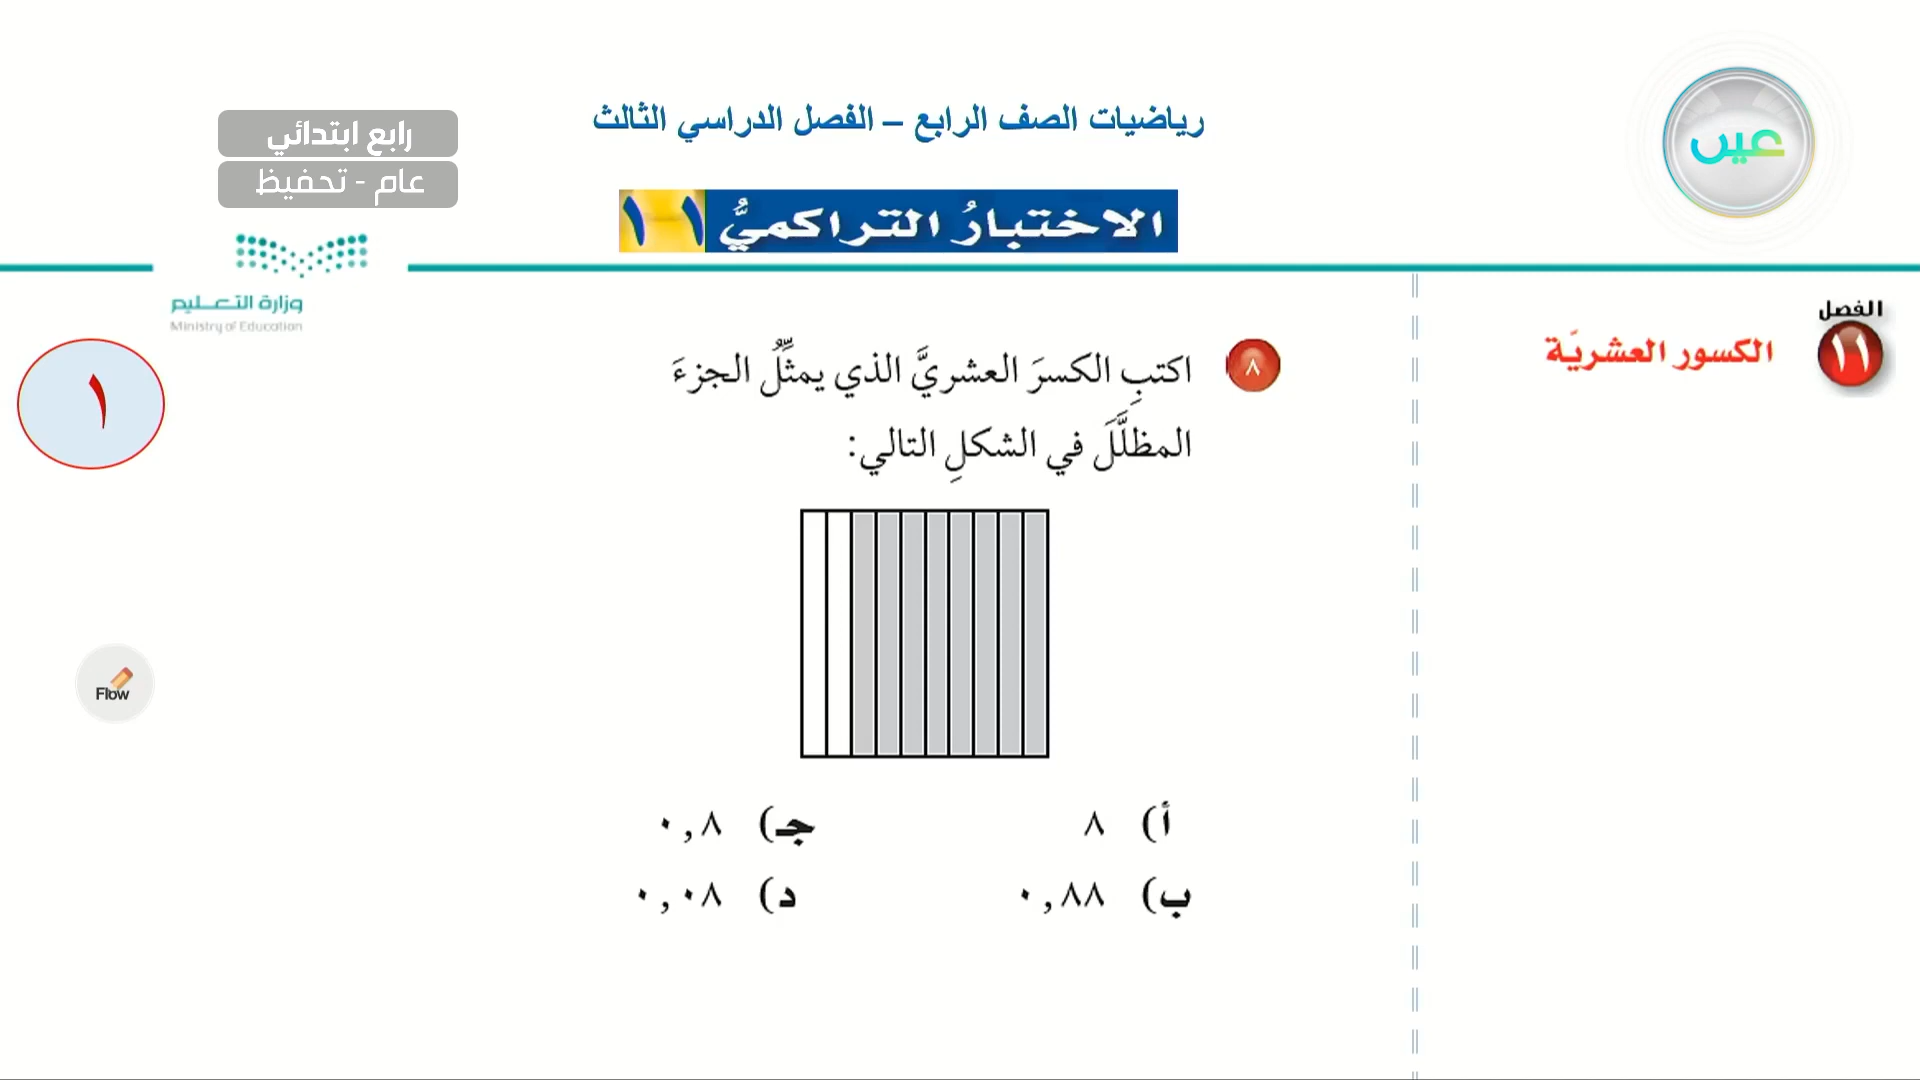 رياضيات الصف الرابع – الفصل الدراسي الثالث
عين
رابع ابتدائي
عام - تحفيظ
الاختبارُ التراكميُّ ١١
وزارة التعليم
Ministry of Education
الفصل
١١ الكسور العشريَة
١
٨ اكتبِ الكسرَ العشريَّ الذي يمثِّلُ الجزءَ
المظلَّلَ في الشكلِ التالي:
أ) ٨
جـ) ٠,٨
ب) ٠,٨٨
د) ٠,٠٨
Flow